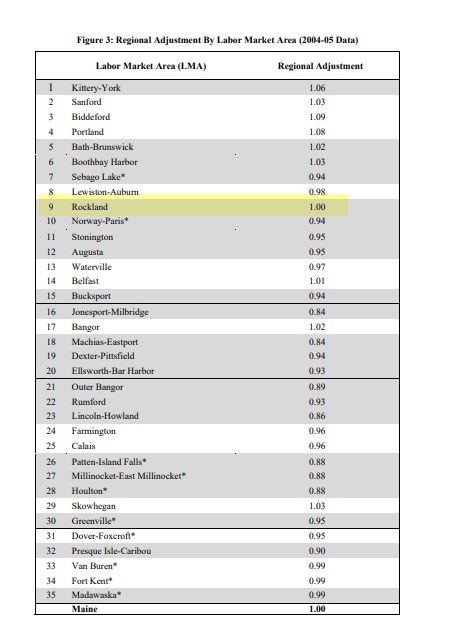 Figure 3: Regional Adjustment By Labor Market Area (2004-05 Data)
Labor Market Area (LMA) Regional Adjustment
1 Kittery-York 1.06
2 Sanford 1.03
3 Biddeford 1.09
4 Portland 1.08
5 Bath-Brunswick 1.02
6 Boothbay Harbor 1.03
7 Sebago Lake* 0.94
8 Lewiston-Auburn 0.98
9 Rockland 1.00
10 Norway-Paris* 0.94
11 Stonington 0.95
12 Augusta 0.95
13 Waterville 0.97
14 Belfast 1.01
15 Bucksport 0.94
16 Jonesport-Milbridge 0.84
17 Bangor 1.02
18 Machias-Eastport 0.84
19 Dexter-Pittsfield 0.94
20 Ellsworth-Bar Harbor 0.93
21 Outer Bangor 0.89
22 Rumford 0.93
23 Lincoln-Howland 0.86
24 Farmington 0.96
25 Calais 0.96
26 Patten-Island Falls* 0.88
27 Millinocket-East Millinocket* 0.88
28 Houlton* 0.88
29 Skowhegan 1.03
30 Greenville* 0.95
31 Dover-Foxcroft* 0.95
32 Presque Isle-Caribou 0.90
33 Van Buren* 0.99
34 Fort Kent* 0.99
35 Madawaska* 0.99
Maine 1.00